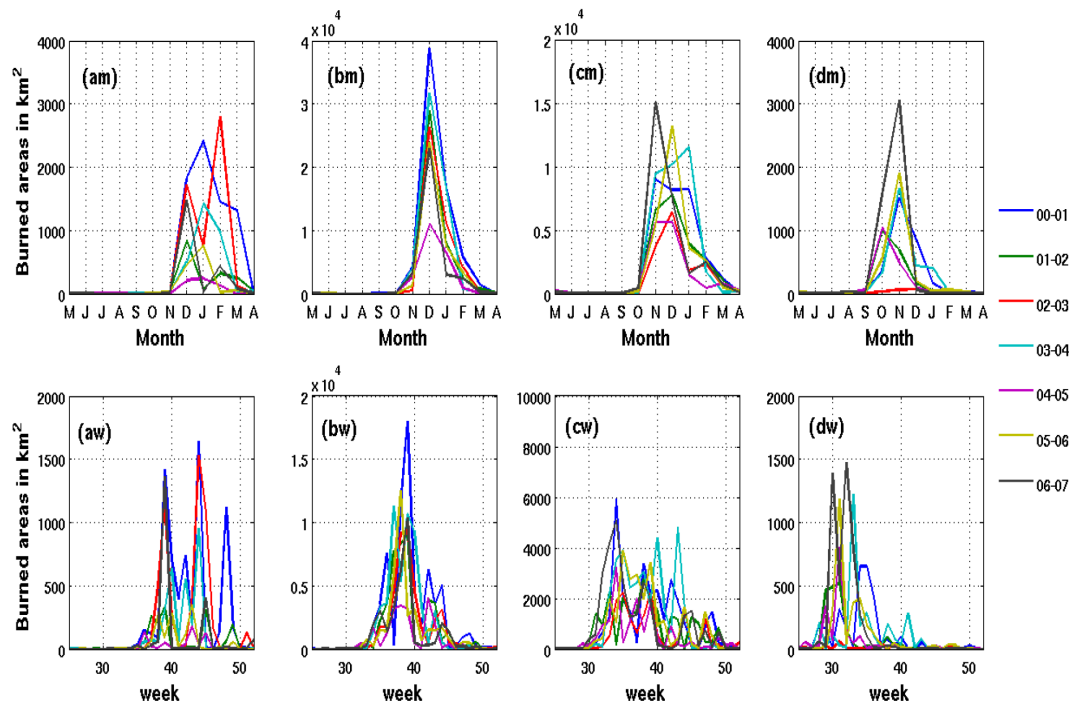 x 10⁴ x 10⁴ x 10⁴
4000 4 2 4000
(am) (bm) (cm) (dm)
3000 3 1.5 3000
2000 2 1 2000
1000 1 0.5 1000
0 0 0 0
Burned areas in km²
M J J A S O N D J F M A M J J A S O N D J F M A M J J A S O N D J F M A M J J A S O N D J F M A
Month Month Month Month
00-01
01-02
02-03
03-04
04-05
05-06
06-07
x 10⁴
2000 2 10000 2000
(aw) (bw) (cw) (dw)
8000
1500 1.5 1500
6000
1000 1 1000
4000
500 0.5 500
2000
0 0 0 0
Burned areas in km²
30 40 50 30 40 50 30 40 50 30 40 50
week week week week